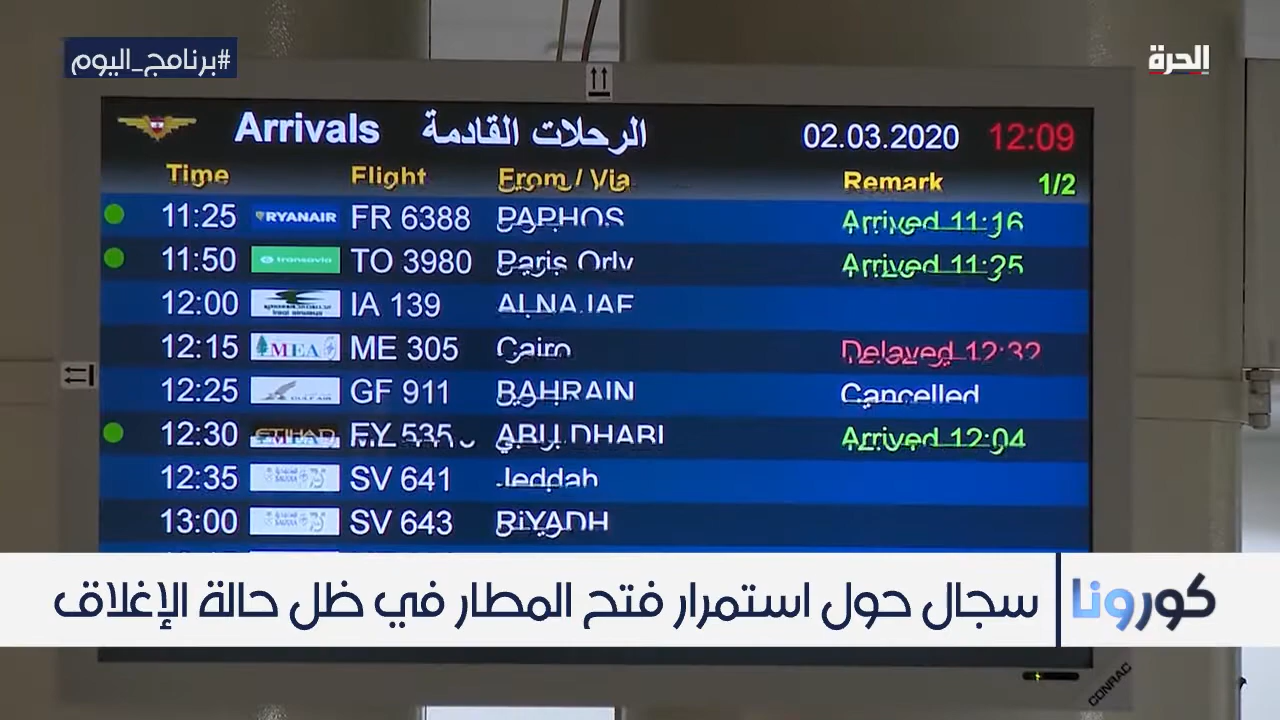 #برنامج_اليوم
الحرة
Arrivals الرحلات القادمة 02.03.2020 12:09
Time Flight From / Via Remark 1/2
11:25 RYANAIR FR 6388 PAPHOS Arrived 11:16
11:50 transavia TO 3980 Paris Orly Arrived 11:25
12:00 IA 139 ALNAJAF
12:15 MEA ME 305 Cairo Delayed 12:32
12:25 GULF AIR GF 911 BAHRAIN Cancelled
12:30 ETIHAD EY 535 ABU DHABI Arrived 12:04
12:35 SV 641 Jeddah
13:00 SV 643 RiYADH
كورونا
سجال حول استمرار فتح المطار في ظل حالة الإغلاق
CONRAC